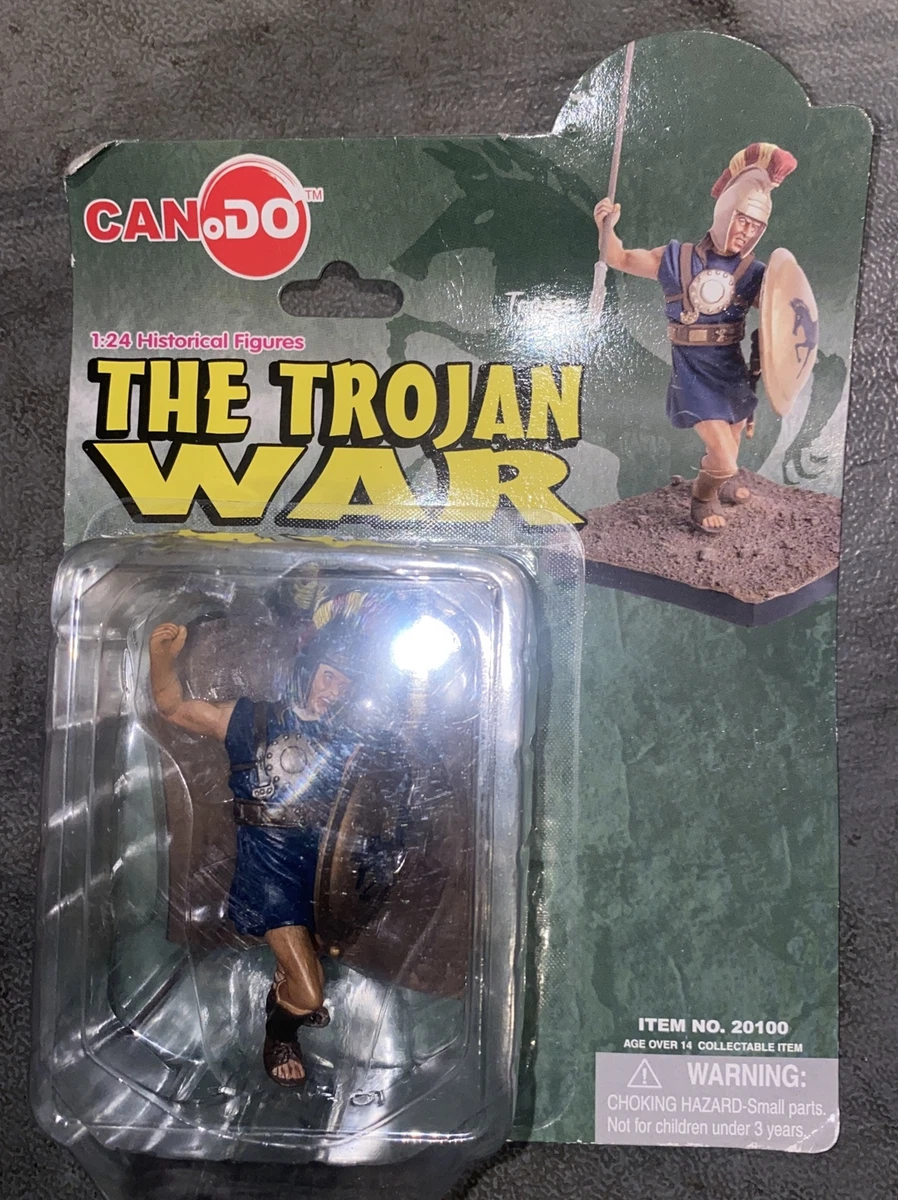 CAN.DO TM
1:24 Historical Figures
THE TROJAN
WAR
ITEM NO. 20100
AGE OVER 14 COLLECTABLE ITEM
WARNING:
CHOKING HAZARD-Small parts.
Not for children under 3 years.